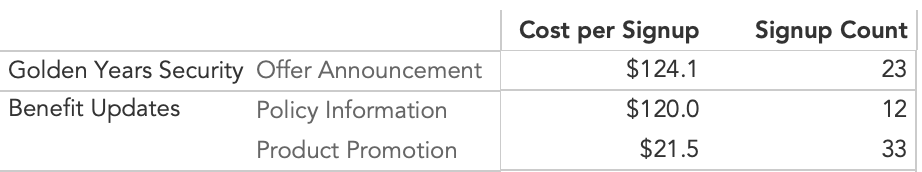 Cost per Signup Signup Count
Golden Years Security Offer Announcement $124.1 23
Benefit Updates Policy Information $120.0 12
Product Promotion $21.5 33